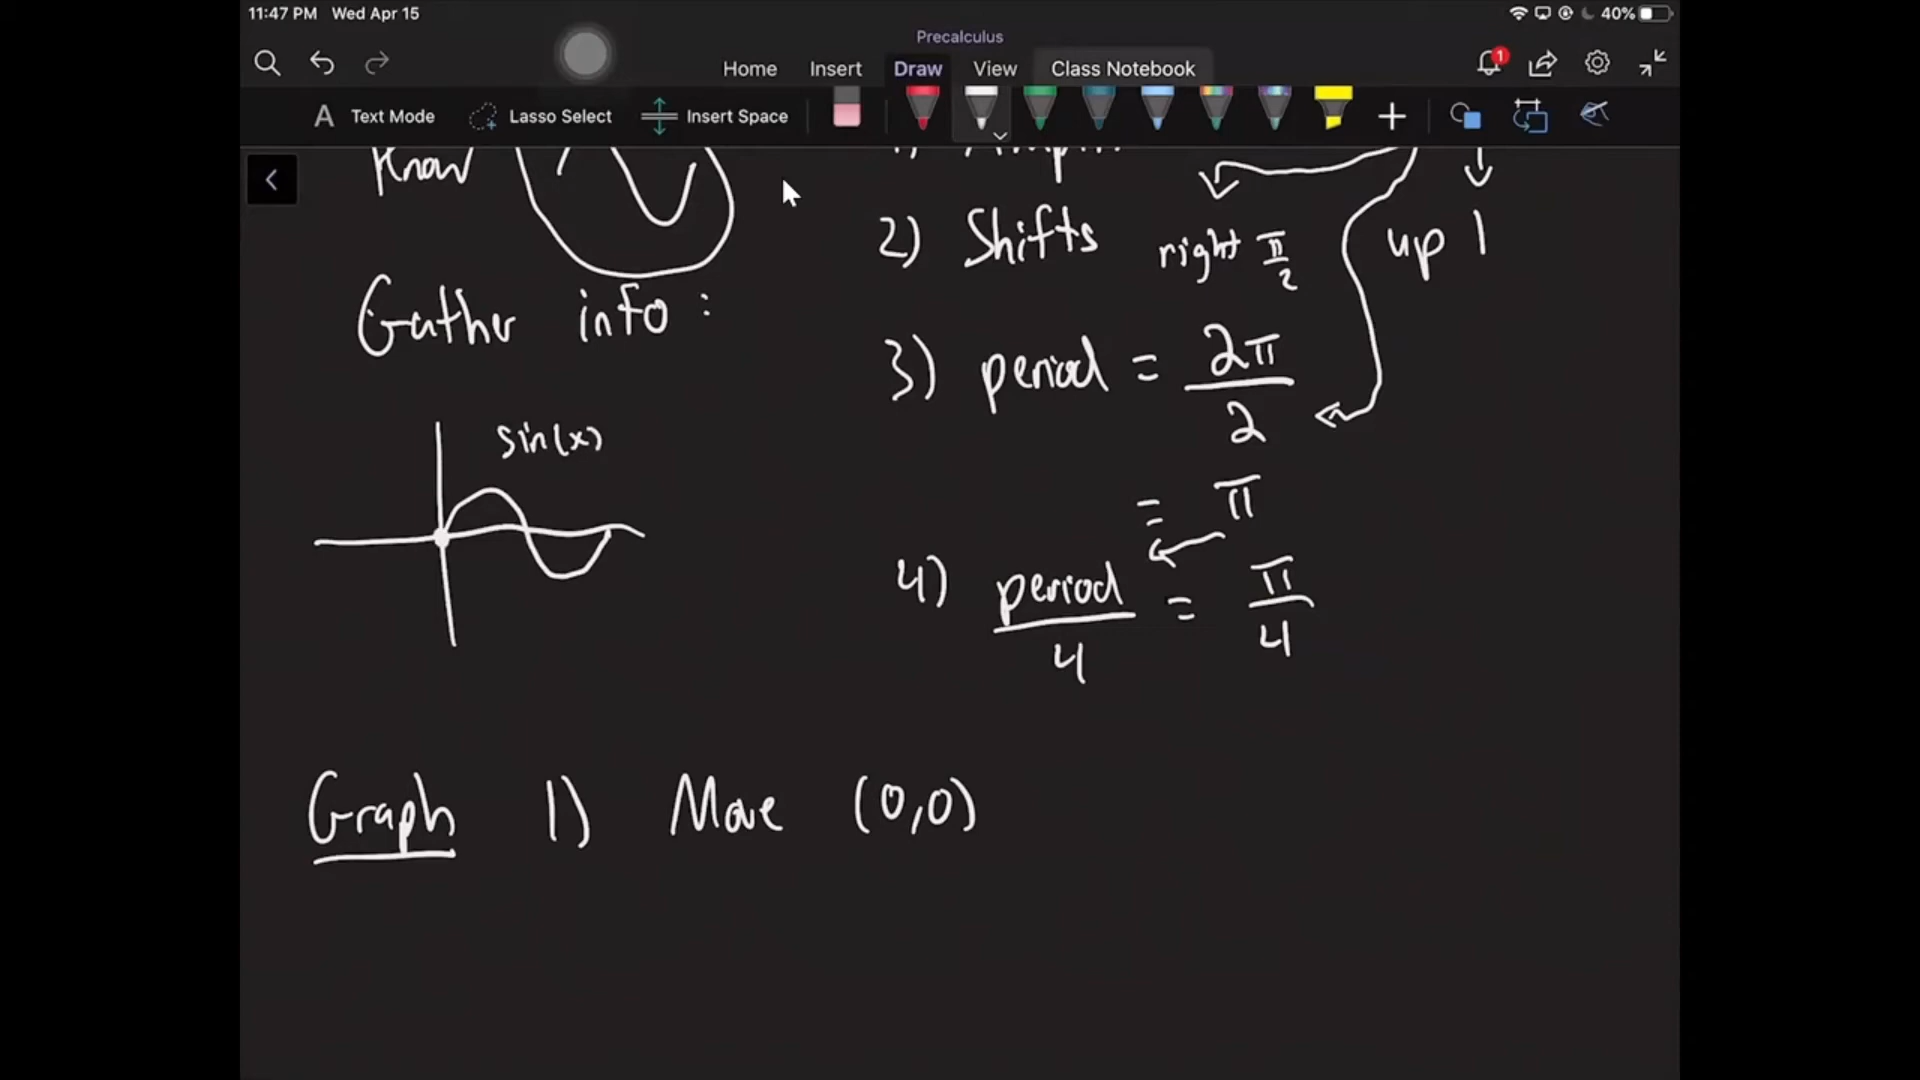 11:47 PM Wed Apr 15
40%
Precalculus
1
Home Insert Draw View Class Notebook
A Text Mode Lasso Select Insert Space
know
2) Shifts right π/2 up 1
Gather info:
3) period = 2π/2
sin(x)
= π
4) period/4 = π/4
Graph 1) Move (0,0)